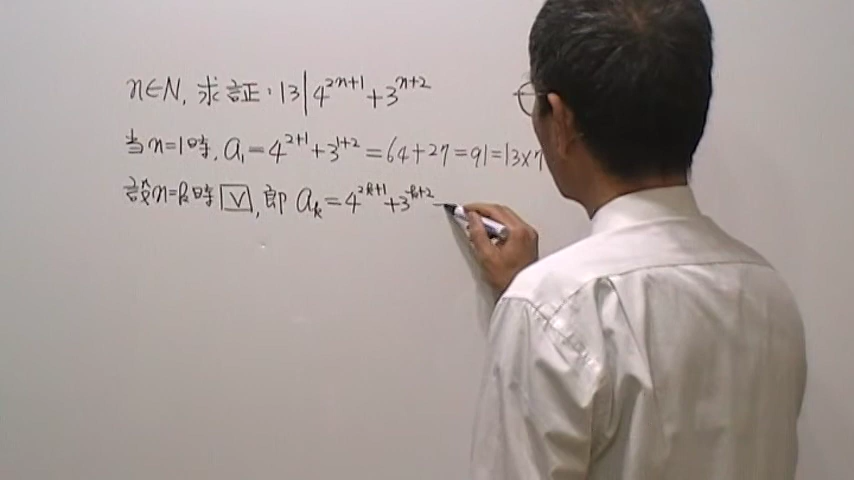 n∈N, 求証：13|4^{2n+1}+3^{n+2}
当n=1時, a₁=4^{2+1}+3^{1+2}=64+27=91=13×7
設n=k時 V, 即 a_k=4^{2k+1}+3^{k+2}